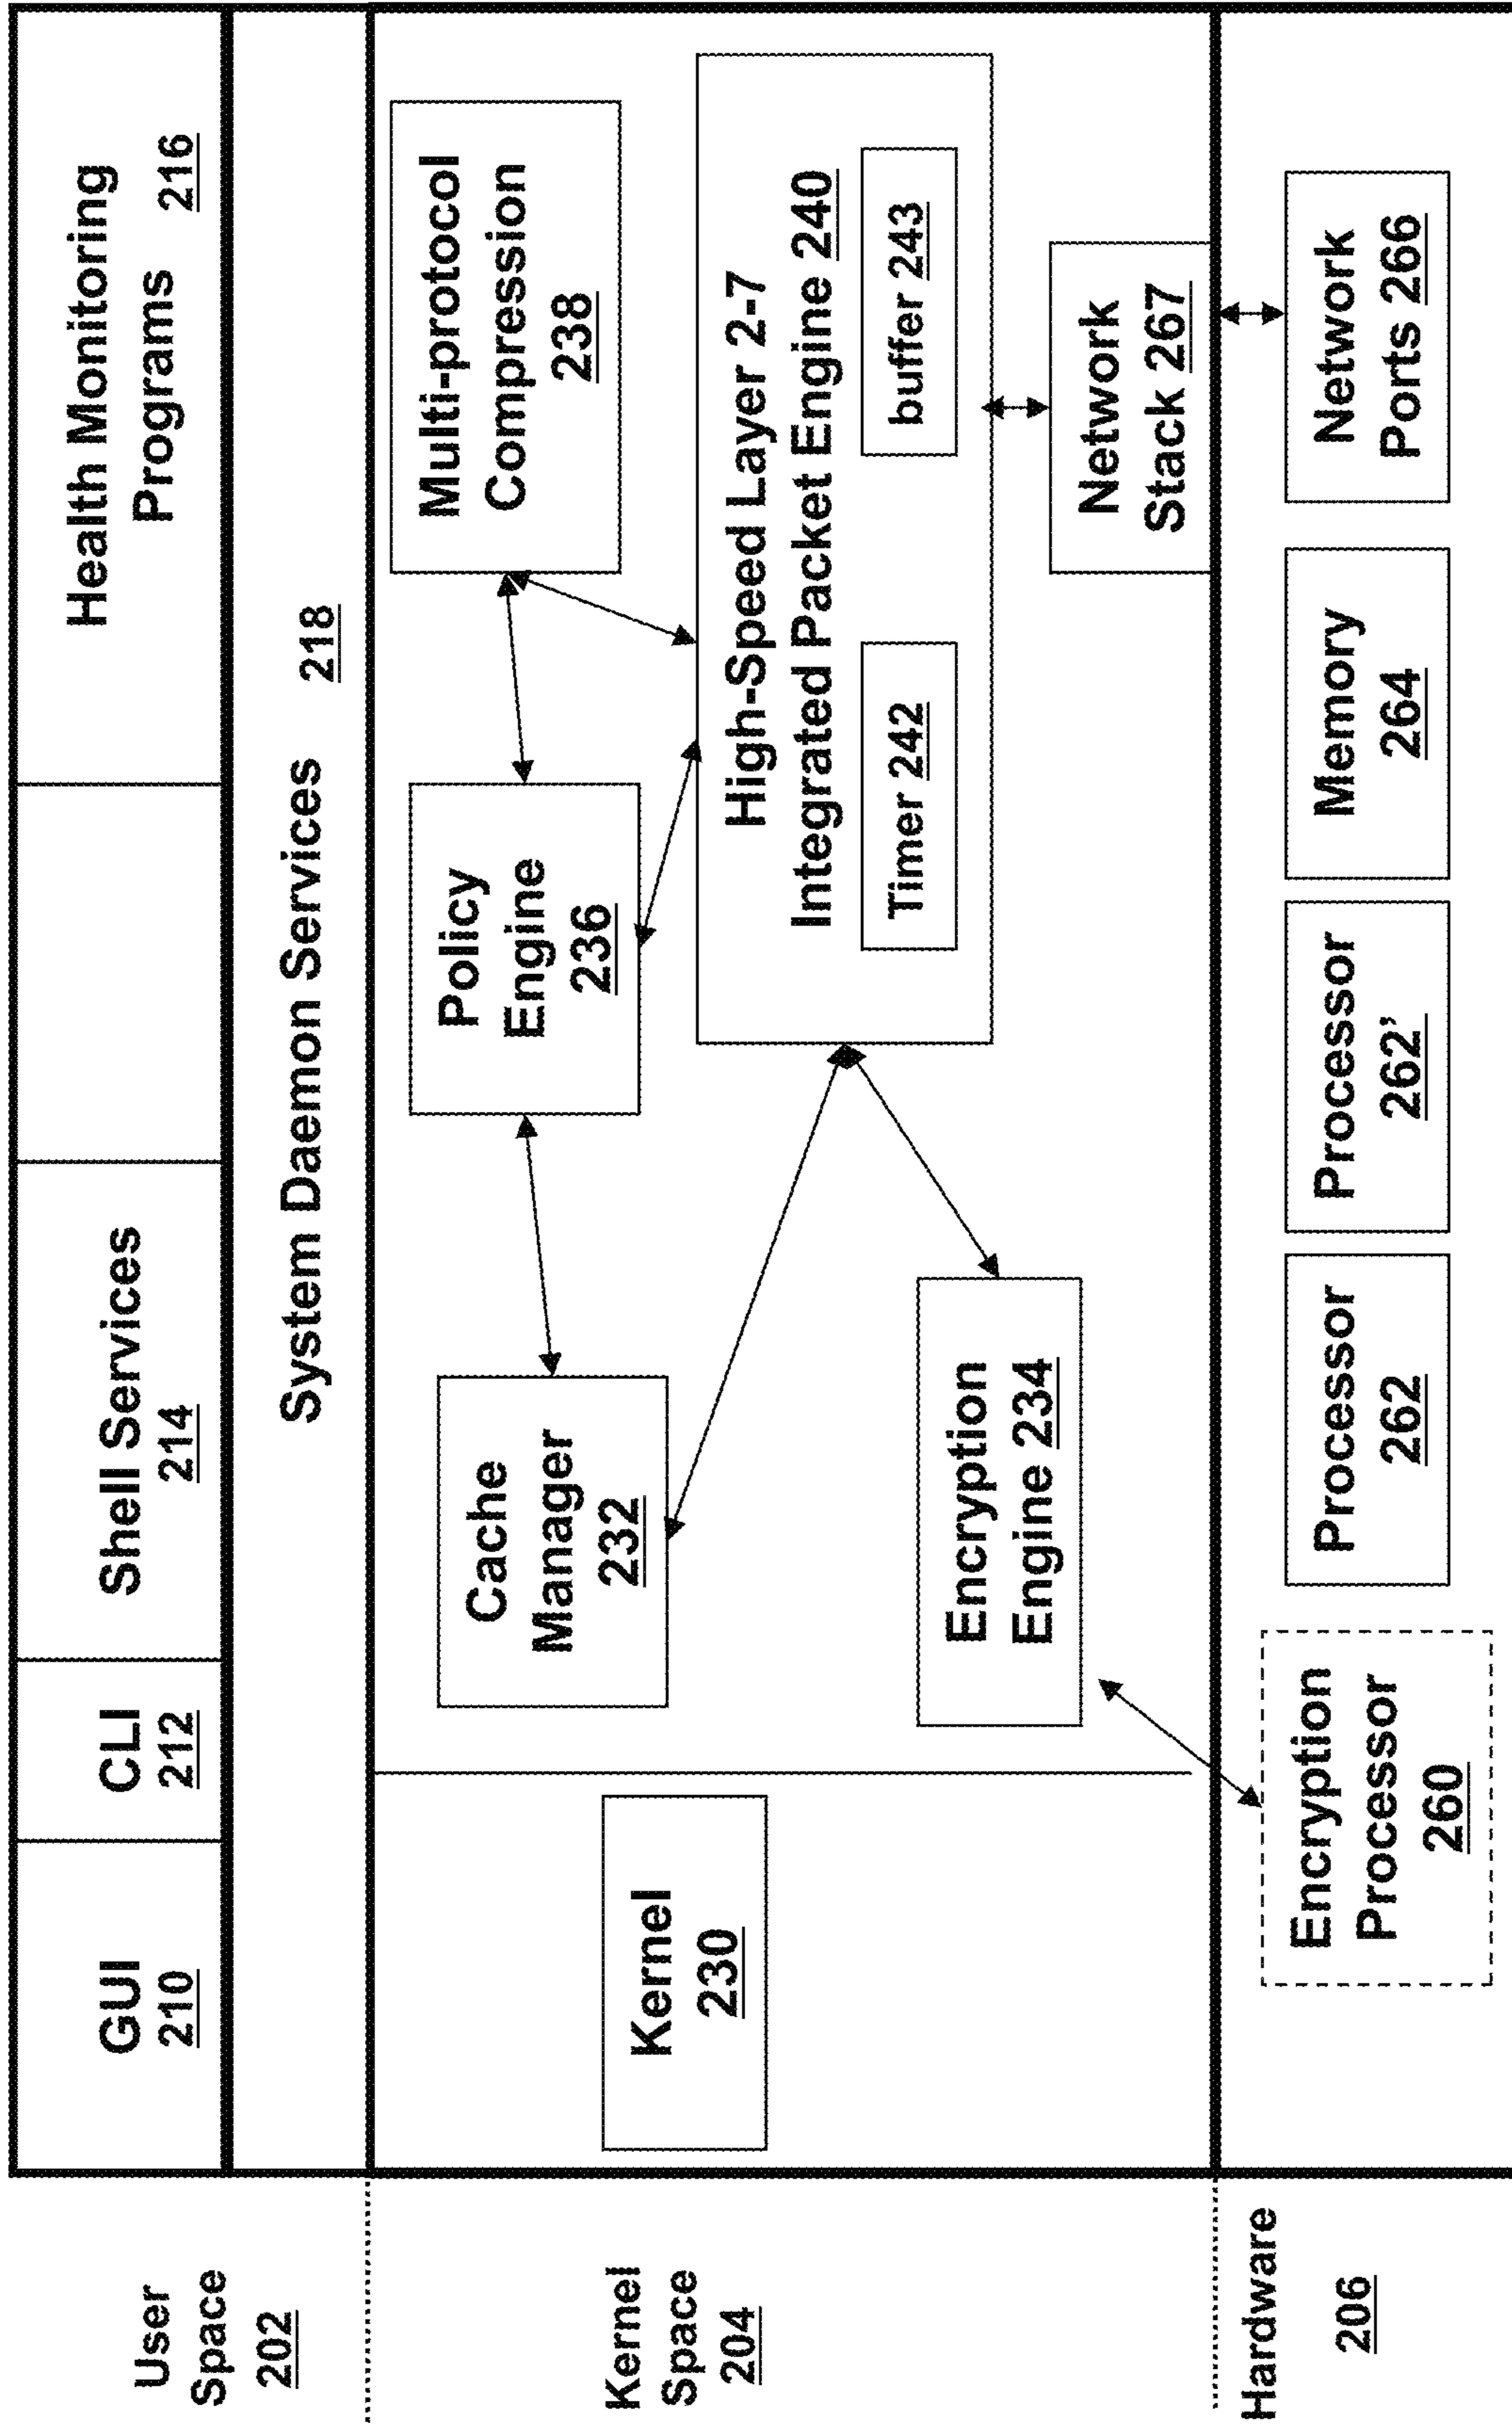 User
Space
202
GUI
210
CLI
212
Shell Services
214
Health Monitoring
Programs 216
System Daemon Services 218
Kernel
Space
204
Kernel
230
Cache
Manager
232
Policy
Engine
236
Multi-protocol
Compression
238
High-Speed Layer 2-7
Integrated Packet Engine 240
Timer 242
buffer 243
Encryption
Engine 234
Network
Stack 267
Hardware
206
Encryption
Processor
260
Processor
262
Processor
262’
Memory
264
Network
Ports 266